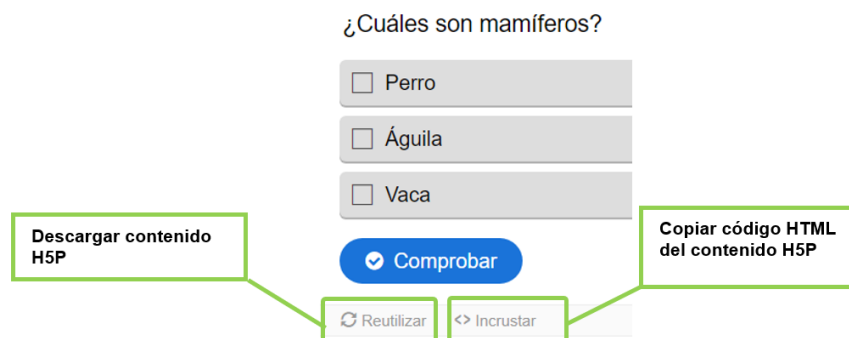 ¿Cuáles son mamíferos?
Perro
Águila
Vaca
Descargar contenido
H5P
Copiar código HTML
del contenido H5P
Comprobar
Reutilizar
<> Incrustar